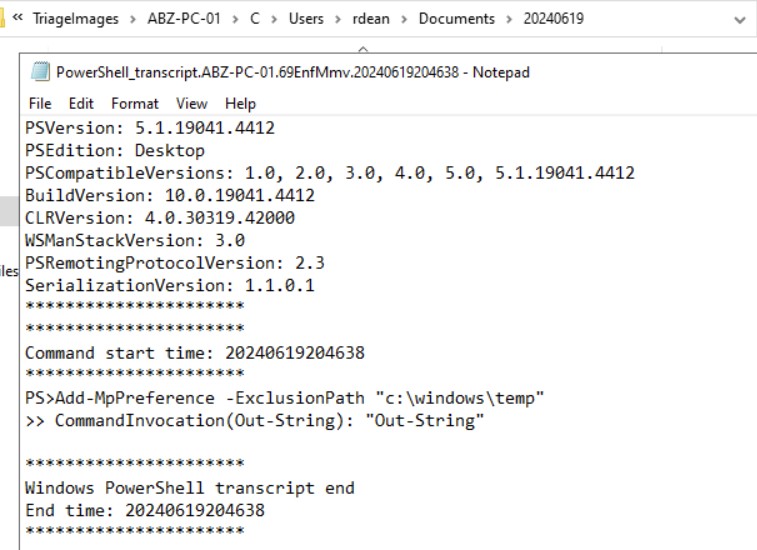 « TriageImages > ABZ-PC-01 > C > Users > rdean > Documents > 20240619
PowerShell_transcript.ABZ-PC-01.69EnfMmv.20240619204638 - Notepad
File Edit Format View Help
PSVersion: 5.1.19041.4412
PSEdition: Desktop
PSCompatibleVersions: 1.0, 2.0, 3.0, 4.0, 5.0, 5.1.19041.4412
BuildVersion: 10.0.19041.4412
CLRVersion: 4.0.30319.42000
WSManStackVersion: 3.0
PSRemotingProtocolVersion: 2.3
iles
SerializationVersion: 1.1.0.1
**********************
**********************
Command start time: 20240619204638
**********************
PS>Add-MpPreference -ExclusionPath "c:\windows\temp"
>> CommandInvocation(Out-String): "Out-String"
**********************
Windows PowerShell transcript end
End time: 20240619204638
**********************